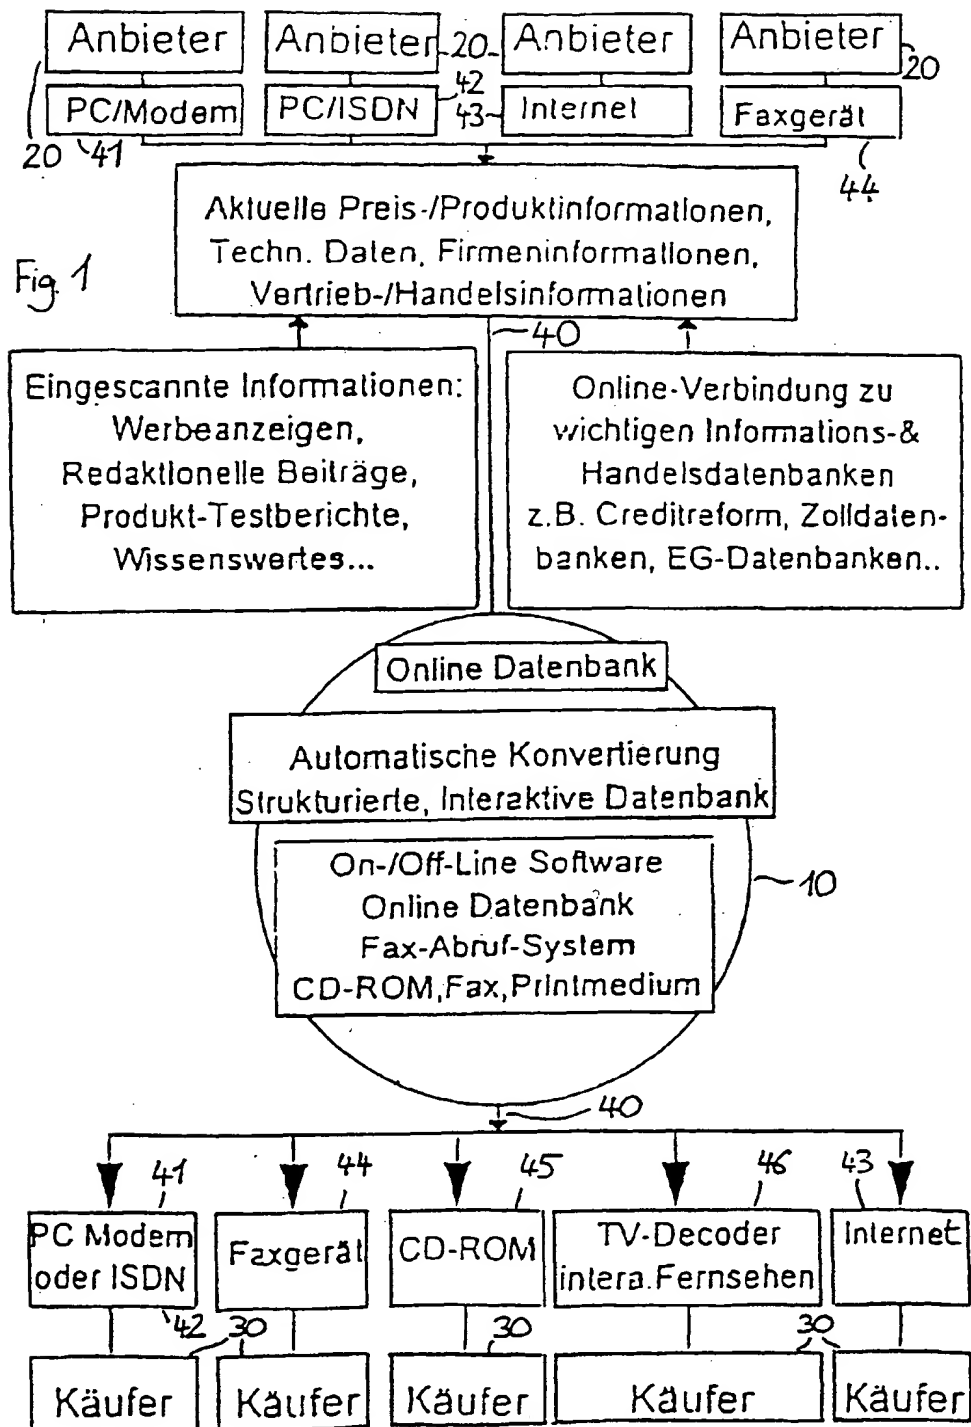 Anbieter Anbieter 20 Anbieter Anbieter 20
42
PC/Modem PC/ISDN 43 Internet Faxgerät
20 41 44
Aktuelle Preis-/Produktinformationen,
Techn. Daten, Firmeninformationen,
Vertrieb-/Handelsinformationen
Fig. 1
40
Eingescannte Informationen:
Werbeanzeigen,
Redaktionelle Beiträge,
Produkt-Testberichte,
Wissenswertes...
Online-Verbindung zu
wichtigen Informations-&
Handelsdatenbanken
z.B. Creditreform, Zolldaten-
banken, EG-Datenbanken..
Online Datenbank
Automatische Konvertierung
Strukturierte, Interaktive Datenbank
On-/Off-Line Software
Online Datenbank
Fax-Abruf-System
CD-ROM,Fax,Printmedium
10
40
41 44 45 46 43
PC Modem
oder ISDN
Faxgerät
CD-ROM
TV-Decoder
intera.Fernsehen
Internet
42 30 30 30
Käufer Käufer Käufer Käufer Käufer